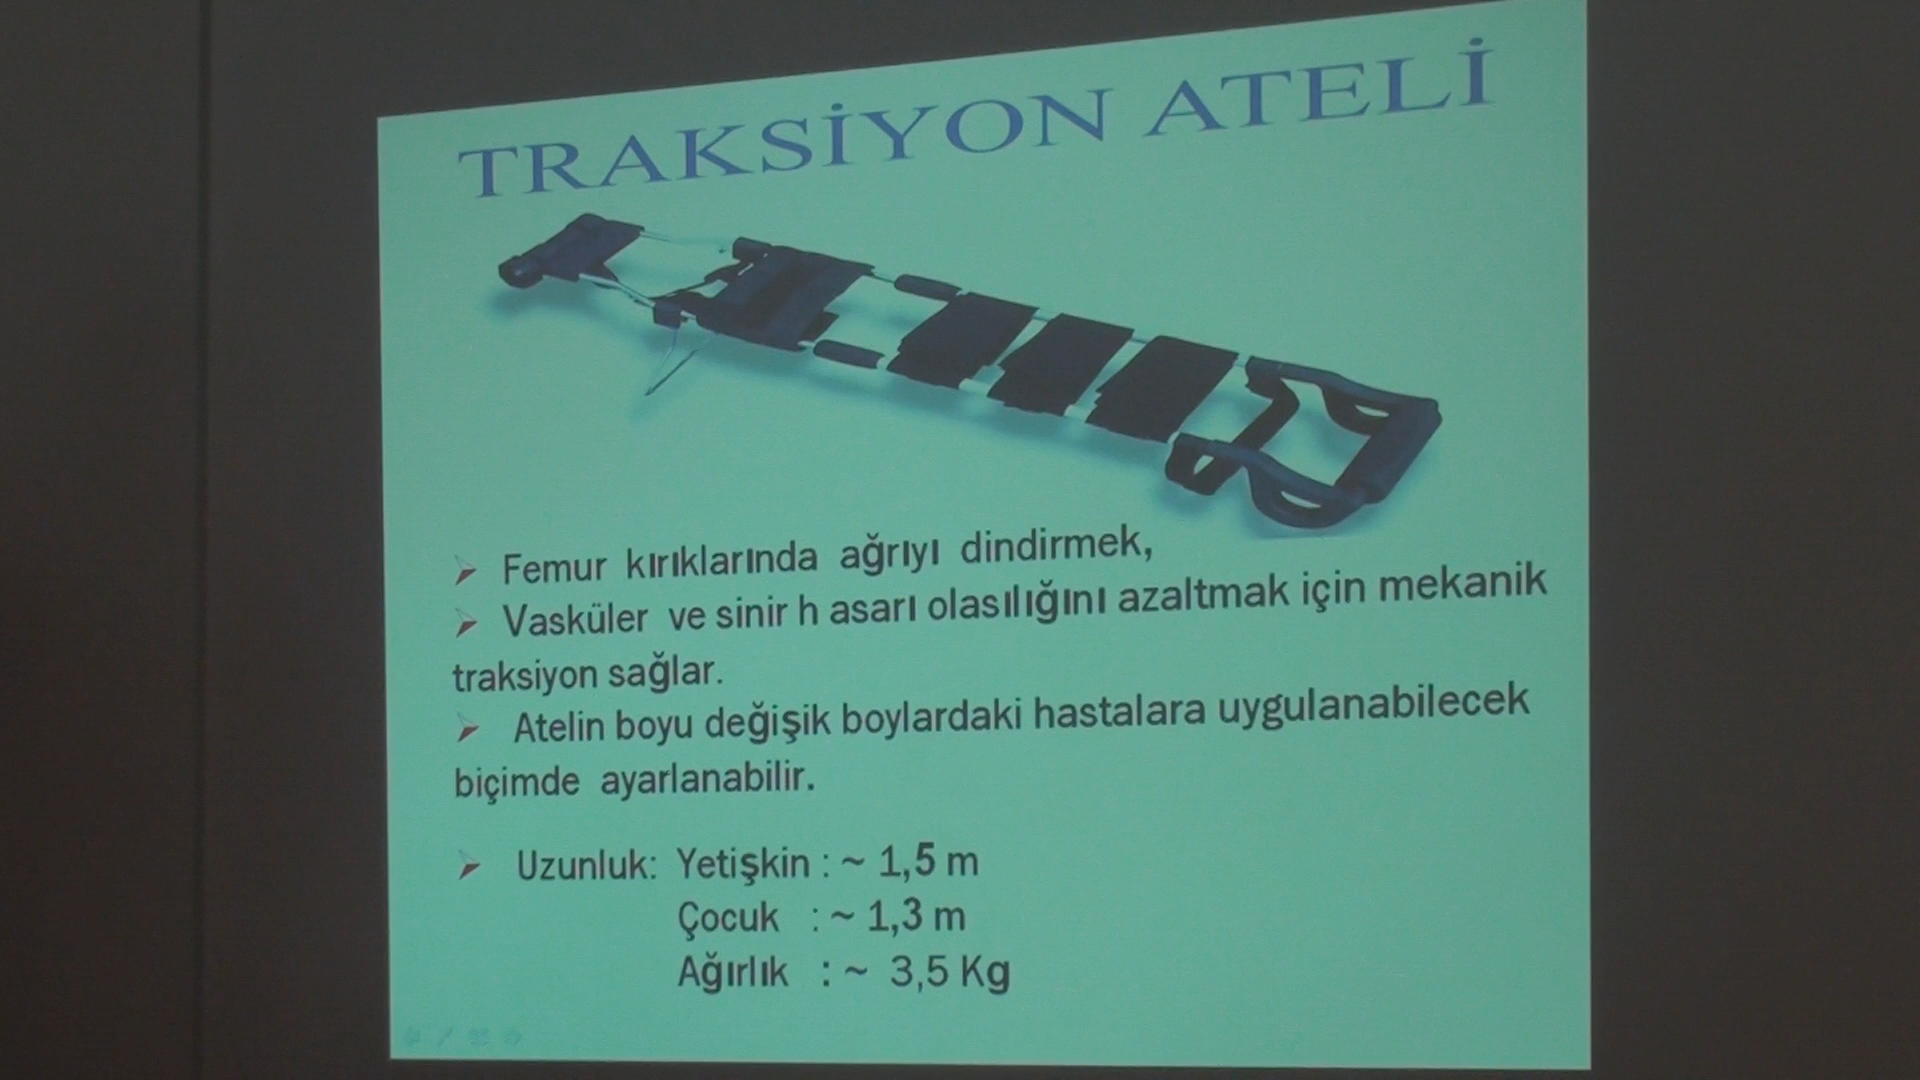 TRAKSİYON ATELİ
Femur kırıklarında ağrıyı dindirmek,
Vasküler ve sinir h asarı olasılığını azaltmak için mekanik
traksiyon sağlar.
Atelin boyu değişik boylardaki hastalara uygulanabilecek
biçimde ayarlanabilir.
Uzunluk: Yetişkin : ~ 1,5 m
Çocuk : ~ 1,3 m
Ağırlık : ~ 3,5 Kg